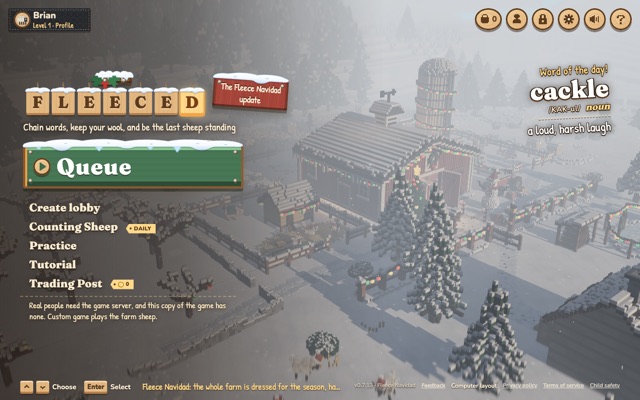 Brian
Level 1 · Profile
0
?
FLEECED
"The Fleece Navidad"
update
Chain words, keep your wool, and be the last sheep standing
Queue
Create lobby
Counting Sheep
DAILY
Practice
Tutorial
Trading Post
0
Real people need the game server, and this copy of the game has
none. Custom game plays the farm sheep.
Word of the day!
cackle
/KAK-ul/ noun
a loud, harsh laugh
Choose
Enter Select
Fleece Navidad: the whole farm is dressed for the season, ha...
Fleece Navidad
Feedback
Computer layout
Privacy policy
Terms of service
Child safety